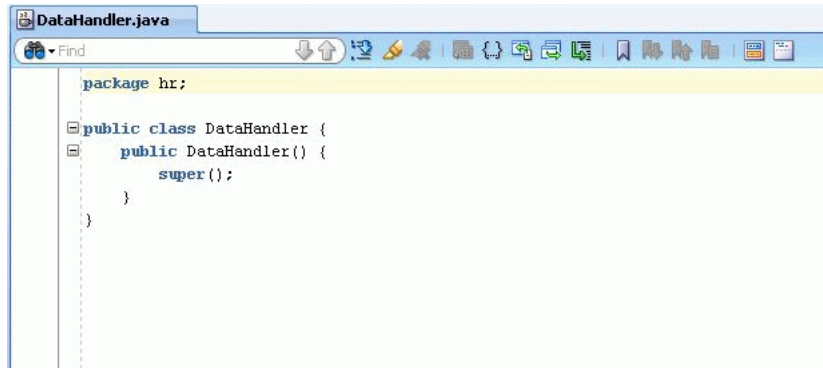 DataHandler.java
Find
package hr;
public class DataHandler {
public DataHandler() {
super();
}
}